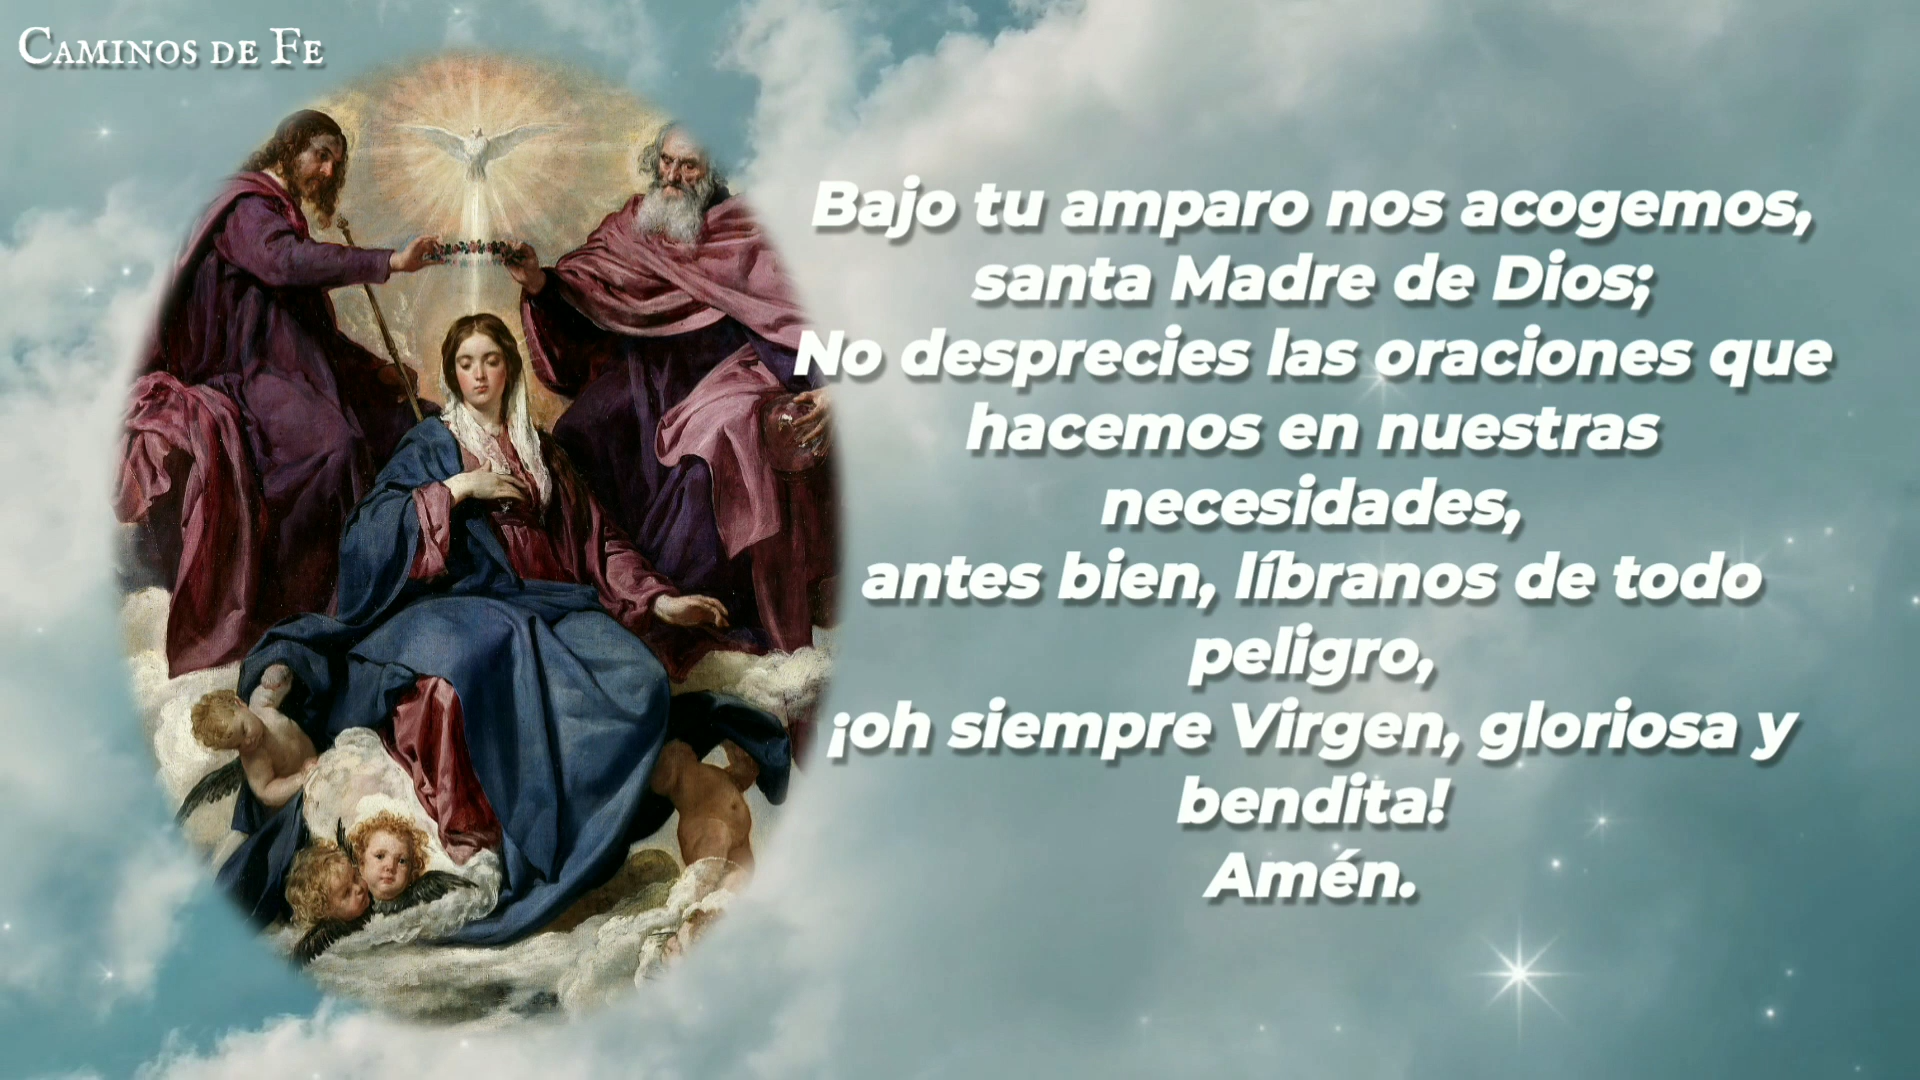 Caminos de Fe
Bajo tu amparo nos acogemos,
santa Madre de Dios;
No desprecies las oraciones que
hacemos en nuestras
necesidades,
antes bien, líbranos de todo
peligro,
¡oh siempre Virgen, gloriosa y
bendita!
Amén.